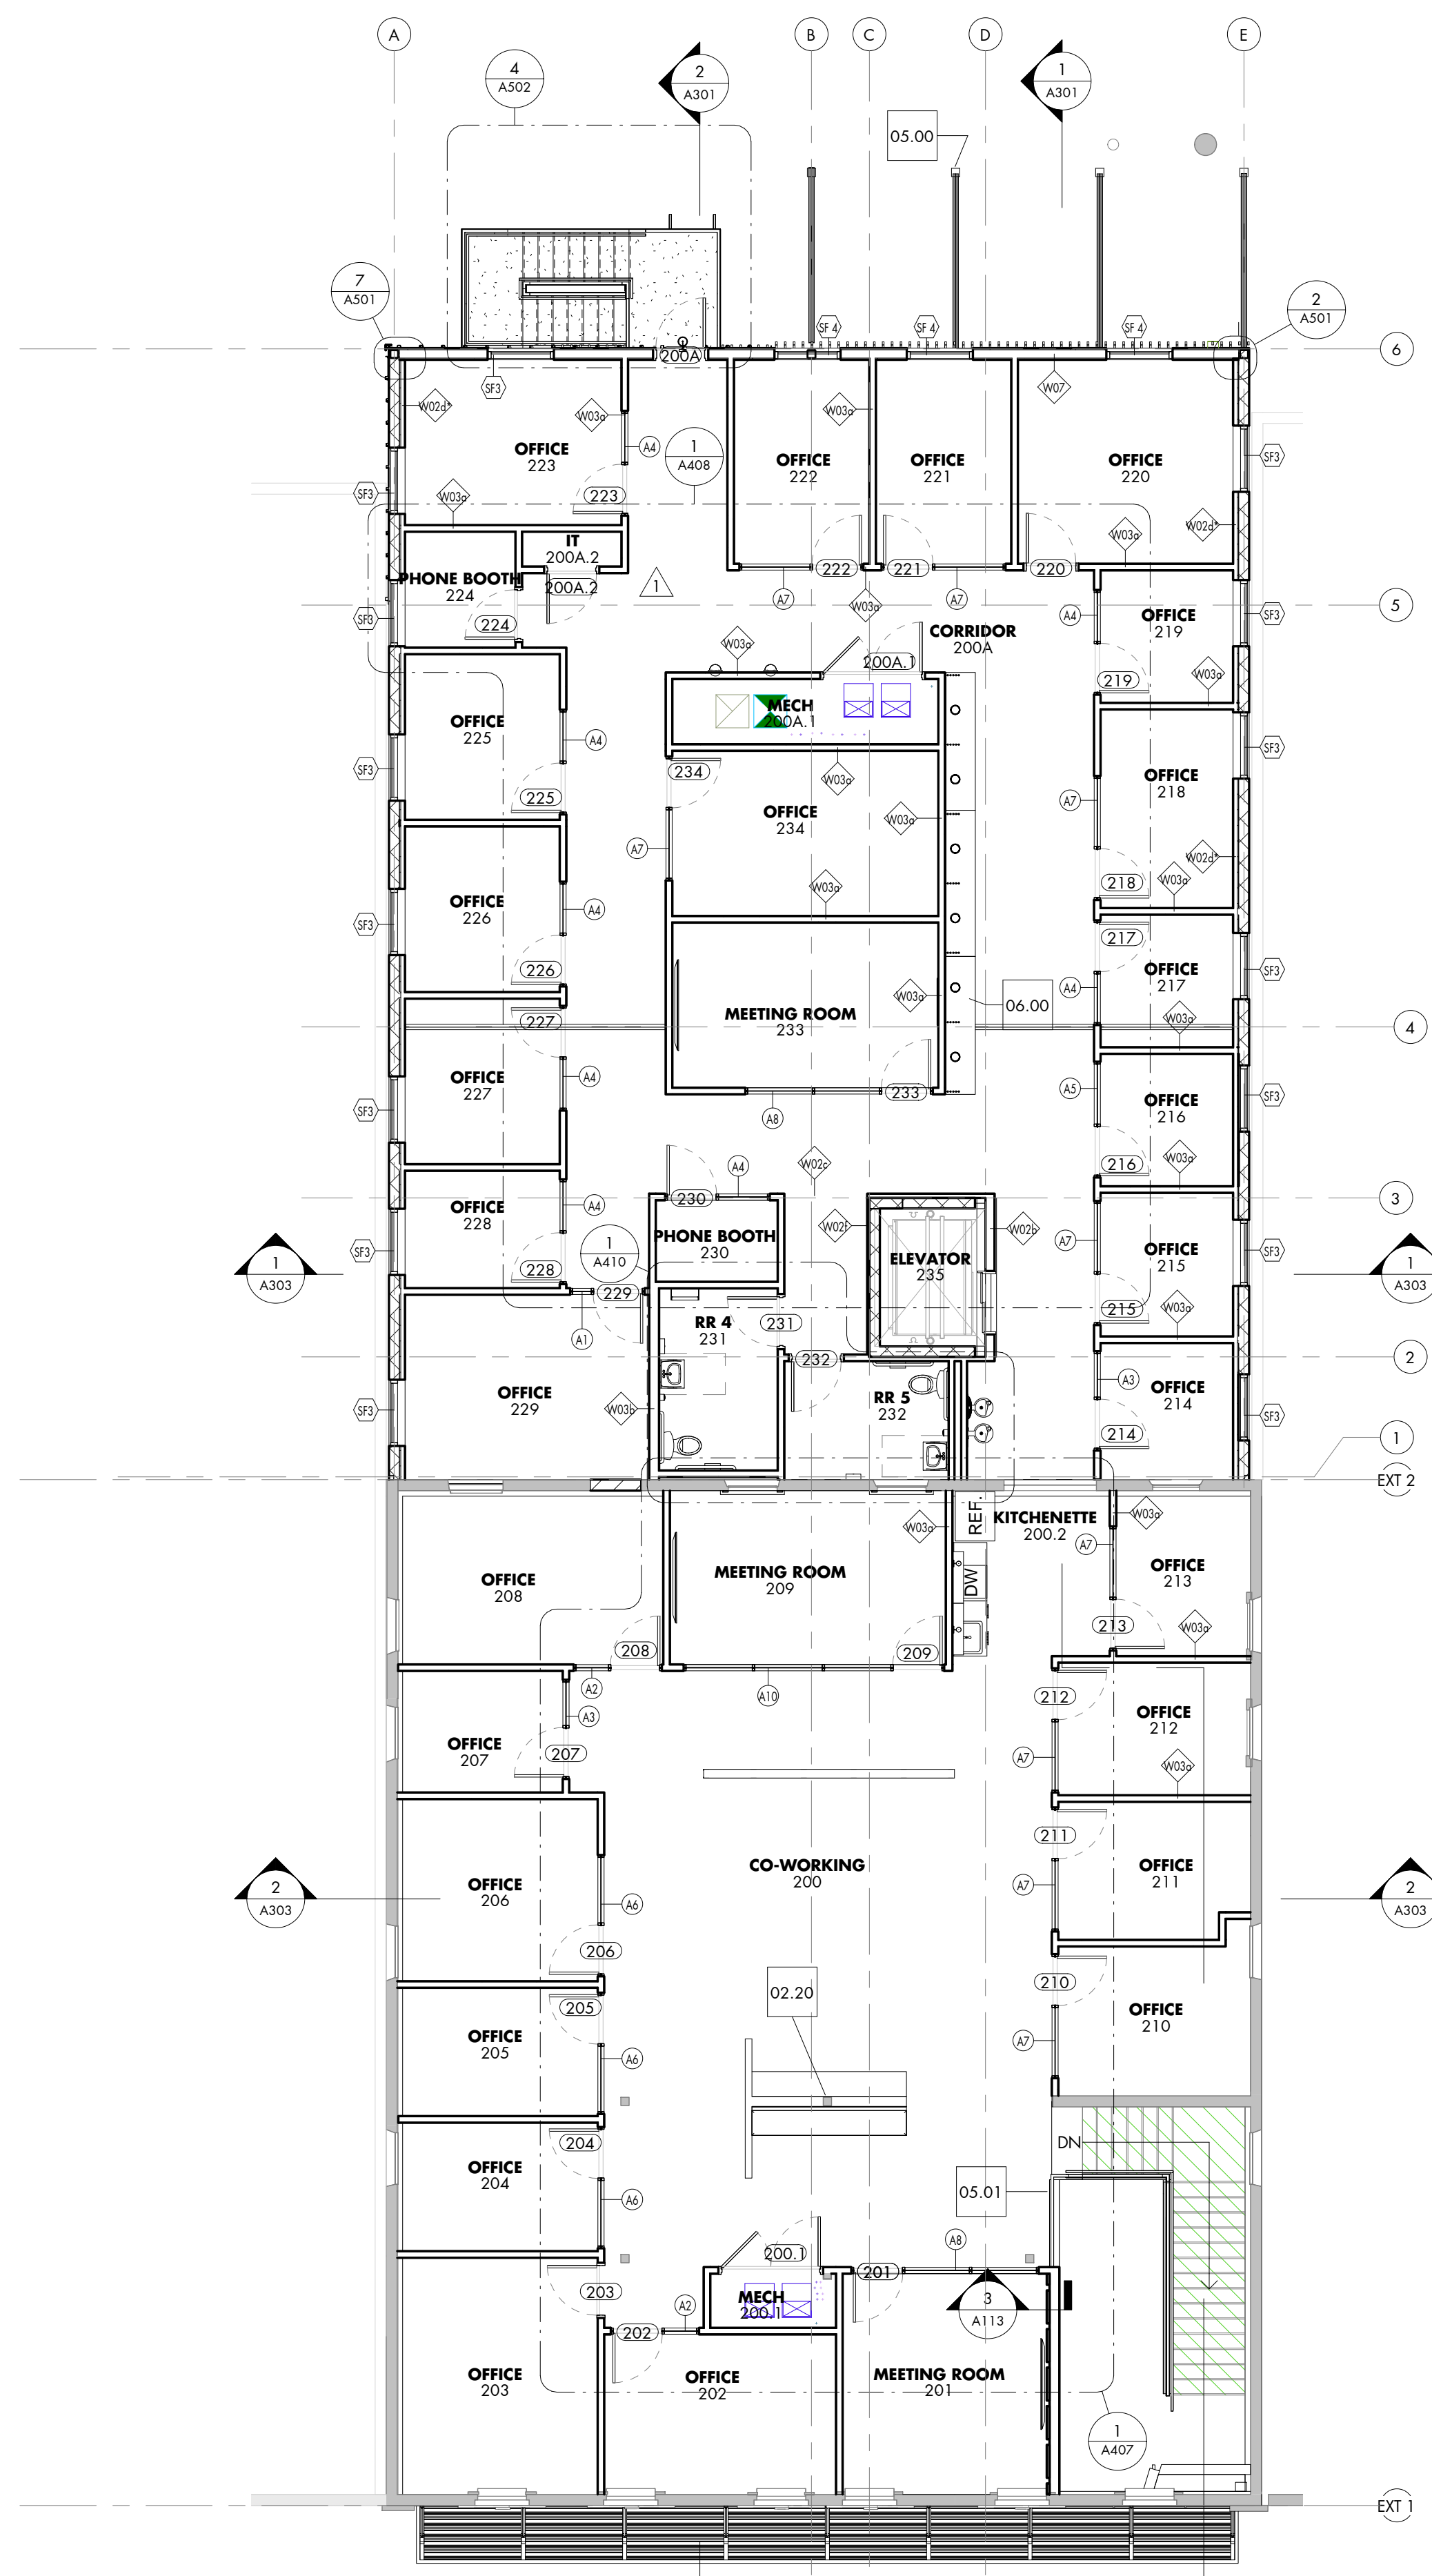 A
B
C
D
E
4
A502
2
A301
1
A301
05.00
7
A501
2
A501
SF 4
SF 4
SF 4
6
200A
SF3
W02d*
W03a
W03a
W07
A4
OFFICE
223
1
A408
OFFICE
222
OFFICE
221
OFFICE
220
SF3
SF3
W03a
223
W02d*
W03a
IT
200A.2
222
221
220
PHONE BOOTH
224
200A.2
1
A7
W03a
A7
5
SF3
224
A4
OFFICE
219
SF3
CORRIDOR
200A
W03a
200A.1
219
W03a
MECH
200A.1
OFFICE
225
A4
SF3
SF3
225
234
W03a
OFFICE
218
A7
OFFICE
234
W03a
A7
W02d*
W03a
218
W03a
OFFICE
226
A4
SF3
217
226
OFFICE
217
SF3
A4
W03a
06.00
227
MEETING ROOM
233
W03a
4
OFFICE
227
A4
A5
OFFICE
216
SF3
SF3
233
A8
W03a
216
A4
W02c
230
3
OFFICE
228
A4
W02f
W02b
PHONE BOOTH
230
A7
OFFICE
215
SF3
SF3
1
A410
ELEVATOR
235
1
A303
1
A303
228
229
W03a
215
RR 4
231
231
A1
232
2
A3
OFFICE
214
OFFICE
229
RR 5
232
W03b
SF3
SF3
214
1
EXT 2
REF.
KITCHENETTE
200.2
W03a
W03a
A7
OFFICE
213
MEETING ROOM
209
DW
OFFICE
208
213
W03a
208
209
A2
A10
212
A3
OFFICE
212
OFFICE
207
207
A7
W03a
211
CO-WORKING
200
OFFICE
211
OFFICE
206
A7
A6
2
A303
2
A303
206
210
02.20
205
OFFICE
210
OFFICE
205
A7
A6
204
DN
OFFICE
204
05.01
A6
A8
200.1
201
203
MECH
200.1
A2
3
A113
202
OFFICE
203
OFFICE
202
MEETING ROOM
201
1
A407
EXT 1